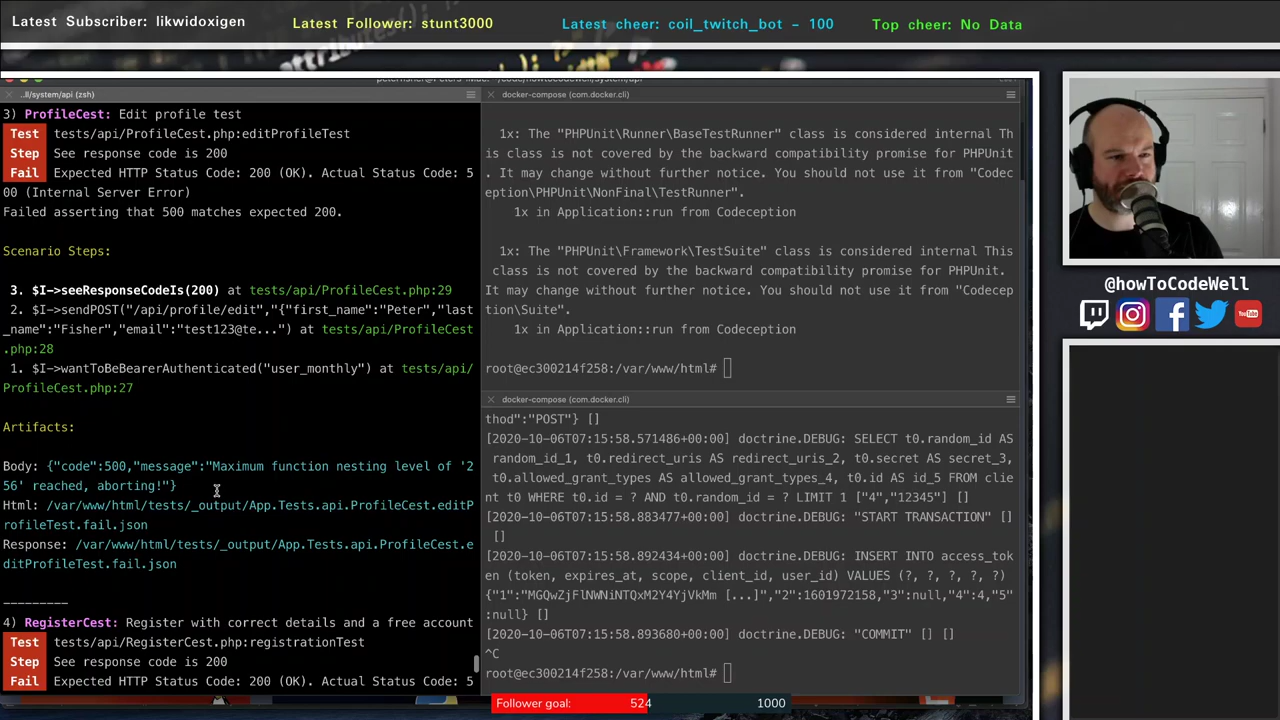 Latest Subscriber: likwidoxigen
Latest Follower: stunt3000
Latest cheer: coil_twitch_bot - 100
Top cheer: No Data
..ll/system/api (zsh)
3) ProfileCest: Edit profile test
Test tests/api/ProfileCest.php:editProfileTest
Step See response code is 200
Fail Expected HTTP Status Code: 200 (OK). Actual Status Code: 5
00 (Internal Server Error)
Failed asserting that 500 matches expected 200.
Scenario Steps:
3. $I->seeResponseCodeIs(200) at tests/api/ProfileCest.php:29
2. $I->sendPOST("/api/profile/edit","{"first_name":"Peter","last
_name":"Fisher","email":"test123@te...") at tests/api/ProfileCest
.php:28
1. $I->wantToBeBearerAuthenticated("user_monthly") at tests/api/
ProfileCest.php:27
Artifacts:
Body: {"code":500,"message":"Maximum function nesting level of '2
56' reached, aborting!"}
Html: /var/www/html/tests/_output/App.Tests.api.ProfileCest.editP
rofileTest.fail.json
Response: /var/www/html/tests/_output/App.Tests.api.ProfileCest.e
ditProfileTest.fail.json
---------
4) RegisterCest: Register with correct details and a free account
Test tests/api/RegisterCest.php:registrationTest
Step See response code is 200
Fail Expected HTTP Status Code: 200 (OK). Actual Status Code: 5
docker-compose (com.docker.cli)
1x: The "PHPUnit\Runner\BaseTestRunner" class is considered internal Th
is class is not covered by the backward compatibility promise for PHPUnit
. It may change without further notice. You should not use it from "Codec
eption\PHPUnit\NonFinal\TestRunner".
1x in Application::run from Codeception
1x: The "PHPUnit\Framework\TestSuite" class is considered internal This
class is not covered by the backward compatibility promise for PHPUnit.
It may change without further notice. You should not use it from "Codecep
tion\Suite".
1x in Application::run from Codeception
root@ec300214f258:/var/www/html#
docker-compose (com.docker.cli)
thod":"POST"} []
[2020-10-06T07:15:58.571486+00:00] doctrine.DEBUG: SELECT t0.random_id AS
random_id_1, t0.redirect_uris AS redirect_uris_2, t0.secret AS secret_3,
t0.allowed_grant_types AS allowed_grant_types_4, t0.id AS id_5 FROM clie
nt t0 WHERE t0.id = ? AND t0.random_id = ? LIMIT 1 ["4","12345"] []
[2020-10-06T07:15:58.883477+00:00] doctrine.DEBUG: "START TRANSACTION" []
[]
[2020-10-06T07:15:58.892434+00:00] doctrine.DEBUG: INSERT INTO access_tok
en (token, expires_at, scope, client_id, user_id) VALUES (?, ?, ?, ?, ?)
{"1":"MGQwZjFlNWNiNTQxM2Y4YjVkMm [...]","2":1601972158,"3":null,"4":4,"5"
:null} []
[2020-10-06T07:15:58.893680+00:00] doctrine.DEBUG: "COMMIT" [] []
^C
root@ec300214f258:/var/www/html#
@howToCodeWell
Follower goal:
524
1000